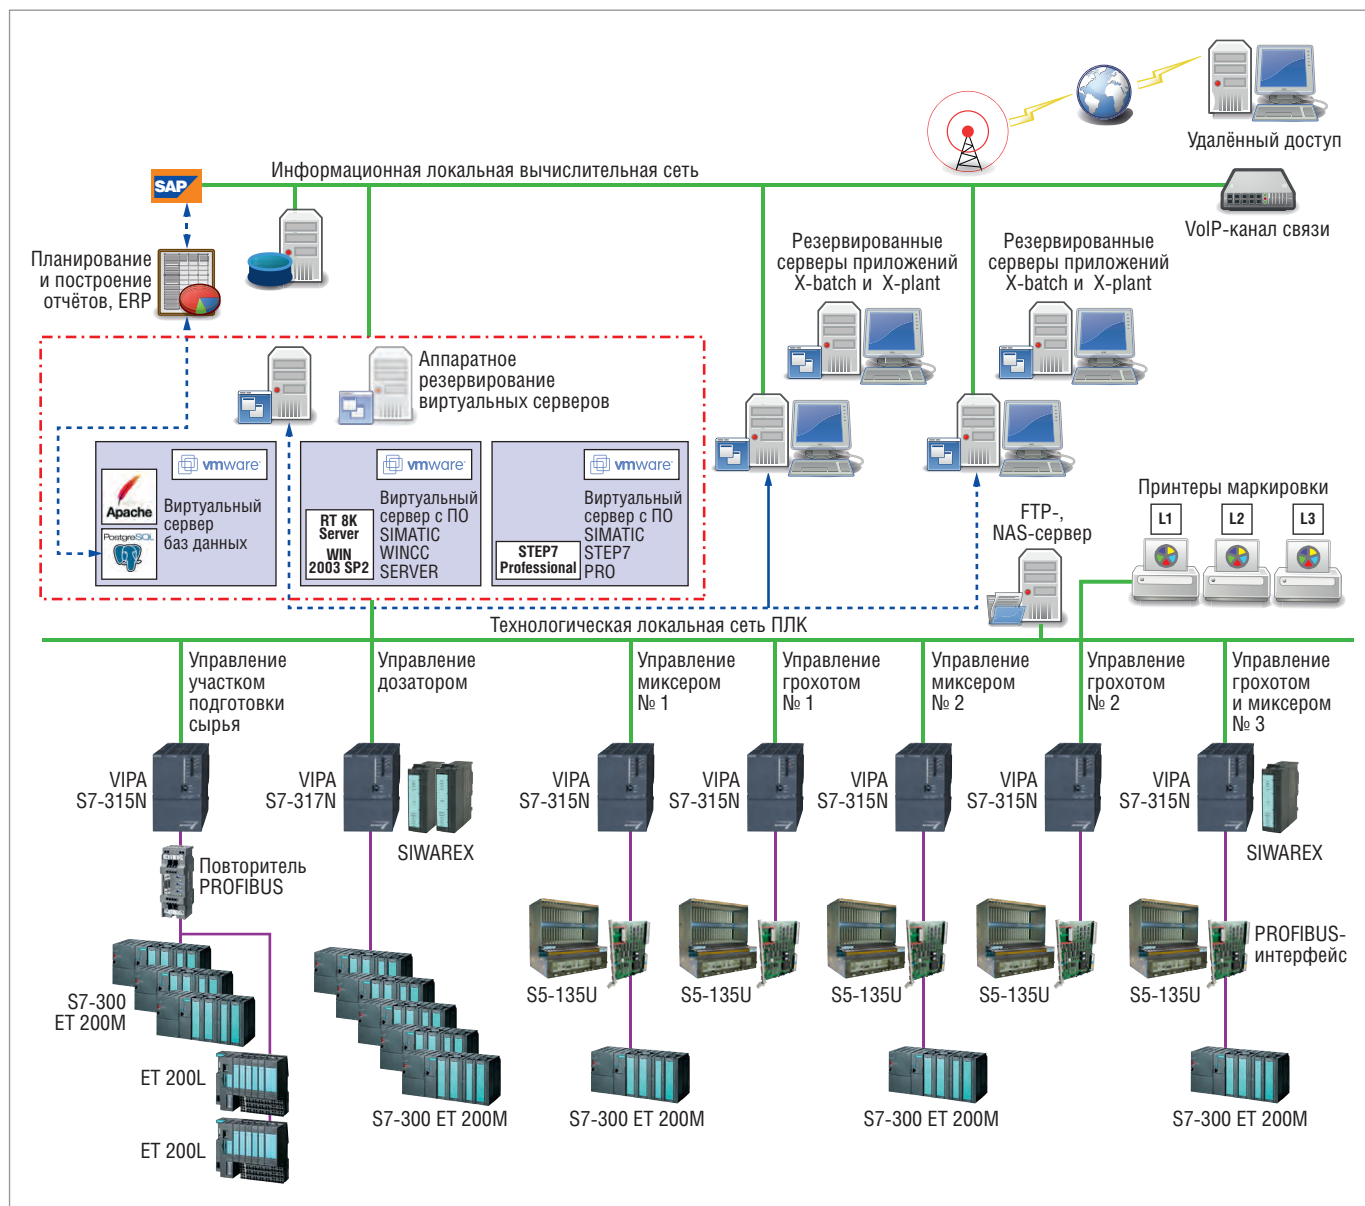 Удалённый доступ
Информационная локальная вычислительная сеть
SAP
VoIP-канал связи
Планирование
и построение
отчётов, ERP
Резервированные
серверы приложений
X-batch и X-plant
Резервированные
серверы приложений
X-batch и X-plant
Аппаратное
резервирование
виртуальных серверов
vmware
Apache
PostgreSQL
Виртуальный
сервер
баз данных
vmware
RT 8K
Server
WIN
2003 SP2
Виртуальный
сервер с ПО
SIMATIC
WINCC
SERVER
vmware
STEP7
Professional
Виртуальный
сервер с ПО
SIMATIC
STEP7
PRO
FTP-,
NAS-сервер
Принтеры маркировки
L1
L2
L3
Технологическая локальная сеть ПЛК
Управление
участком
подготовки
сырья
Управление
дозатором
Управление
миксером
№ 1
Управление
грохотом
№ 1
Управление
миксером
№ 2
Управление
грохотом
№ 2
Управление
грохотом
и миксером
№ 3
VIPA
S7-315N
VIPA
S7-317N
VIPA
S7-315N
VIPA
S7-315N
VIPA
S7-315N
VIPA
S7-315N
VIPA
S7-315N
SIWAREX
SIWAREX
Повторитель
PROFIBUS
S5-135U
S5-135U
S5-135U
S5-135U
S5-135U
PROFIBUS-
интерфейс
S7-300
ET 200M
ET 200L
ET 200L
S7-300 ET 200M
S7-300 ET 200M
S7-300 ET 200M
S7-300 ET 200M